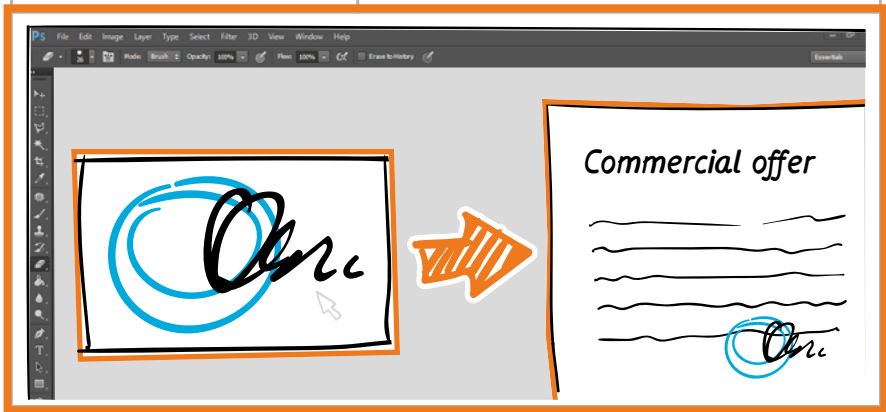 Ps File Edit Image Layer Type Select Filter 3D View Window Help
26 Mode: Brush Opacity: 100% Flow: 100% Erase to History Essentials
Commercial offer
T